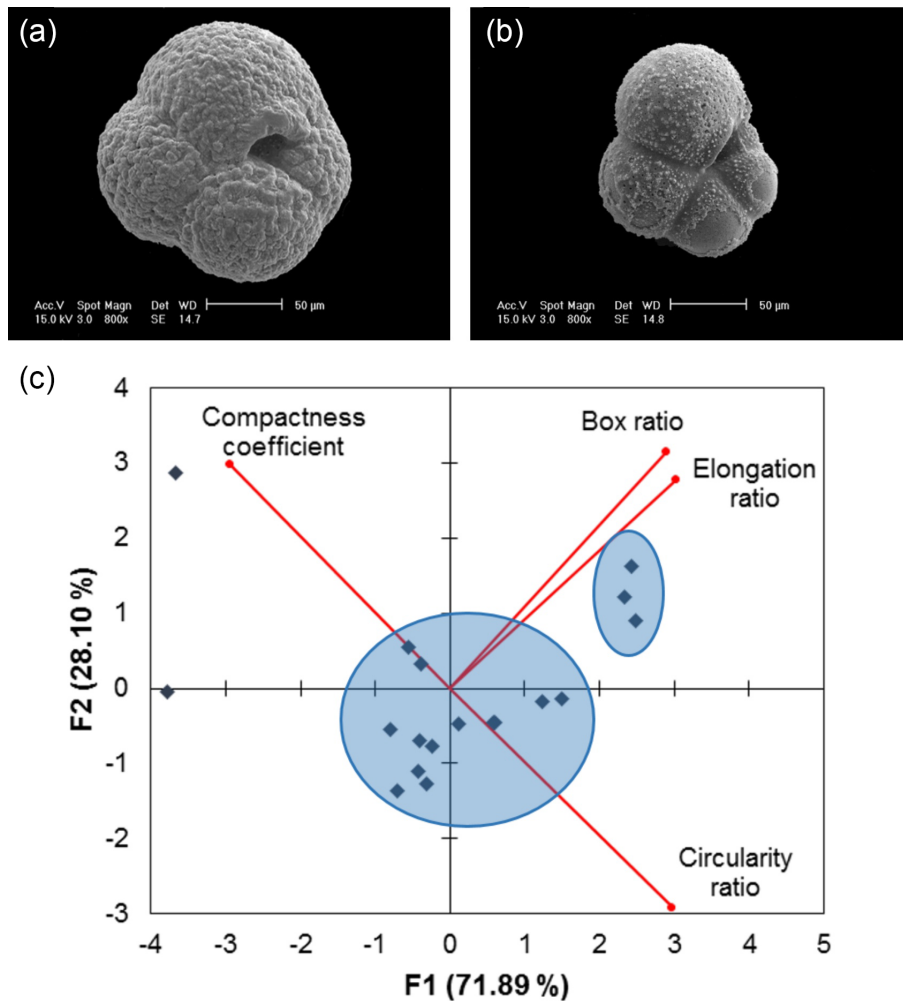 (a)
Acc.V Spot Magn Det WD
15.0 kV 3.0 800x SE 14.7
50 µm
(b)
Acc.V Spot Magn Det WD
15.0 kV 3.0 800x SE 14.8
50 µm
(c)
Compactness
coefficient
Box ratio
Elongation
ratio
Circularity
ratio
F2 (28.10 %)
4
3
2
1
0
-1
-2
-3
-4 -3 -2 -1 0 1 2 3 4 5
F1 (71.89 %)